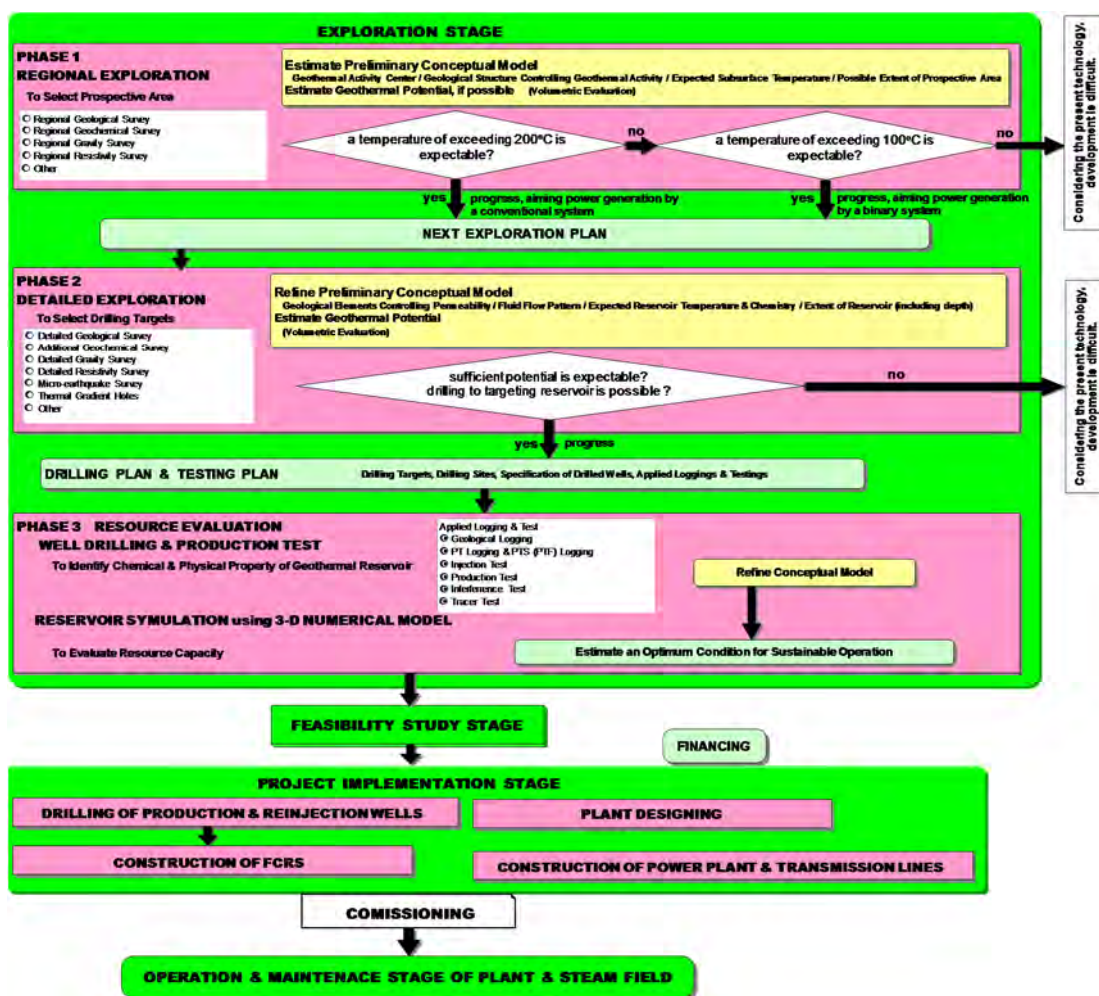 EXPLORATION STAGE
PHASE 1
REGIONAL EXPLORATION
To Select Prospective Area
Regional Geological Survey
Regional Geochemical Survey
Regional Gravity Survey
Regional Resistivity Survey
Other
Estimate Preliminary Conceptual Model
Geothermal Activity Center / Geological Structure Controlling Geothermal Activity / Expected Subsurface Temperature / Possible Extent of Prospective Area
Estimate Geothermal Potential, if possible (Volumetric Evaluation)
a temperature of exceeding 200°C is
expectable?
no
a temperature of exceeding 100°C is
expectable?
no
Considering the present technology,
development is difficult.
yes
progress, aiming power generation by
a conventional system
yes
progress, aiming power generation
by a binary system
NEXT EXPLORATION PLAN
PHASE 2
DETAILED EXPLORATION
To Select Drilling Targets
Detailed Geological Survey
Additional Geochemical Survey
Detailed Gravity Survey
Detailed Resistivity Survey
Micro-earthquake Survey
Thermal Gradient Holes
Other
Refine Preliminary Conceptual Model
Geological Elements Controlling Permeability / Fluid Flow Pattern / Expected Reservoir Temperature & Chemistry / Extent of Reservoir (including depth)
Estimate Geothermal Potential
(Volumetric Evaluation)
sufficient potential is expectable?
drilling to targeting reservoir is possible ?
no
Considering the present technology,
development is difficult.
yes
progress
DRILLING PLAN & TESTING PLAN
Drilling Targets, Drilling Sites, Specification of Drilled Wells, Applied Loggings & Testings
PHASE 3 RESOURCE EVALUATION
WELL DRILLING & PRODUCTION TEST
To Identify Chemical & Physical Property of Geothermal Reservoir
Applied Logging & Test
Geological Logging
PT Logging & PTS (PTF) Logging
Injection Test
Production Test
Interference Test
Tracer Test
Refine Conceptual Model
RESERVOIR SYMULATION using 3-D NUMERICAL MODEL
To Evaluate Resource Capacity
Estimate an Optimum Condition for Sustainable Operation
FEASIBILITY STUDY STAGE
FINANCING
PROJECT IMPLEMENTATION STAGE
DRILLING OF PRODUCTION & REINJECTION WELLS
PLANT DESIGNING
CONSTRUCTION OF FCRS
CONSTRUCTION OF POWER PLANT & TRANSMISSION LINES
COMISSIONING
OPERATION & MAINTENACE STAGE OF PLANT & STEAM FIELD